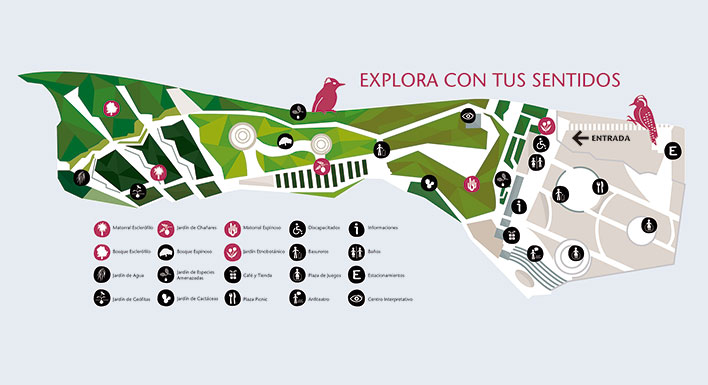 EXPLORA CON TUS SENTIDOS
ENTRADA
E
i
Matorral Esclerófilo
Jardín de Chañares
Matorral Espinoso
Discapacitados
i
Informaciones
Bosque Esclerófilo
Bosque Espinoso
Jardín Etnobotánico
Basureros
Baños
Jardín de Agua
Jardín de Especies
Amenazadas
Café y Tienda
Plaza de Juegos
E
Estacionamientos
Jardín de Geófitas
Jardín de Cactáceas
Plaza Picnic
Anfiteatro
Centro Interpretativo